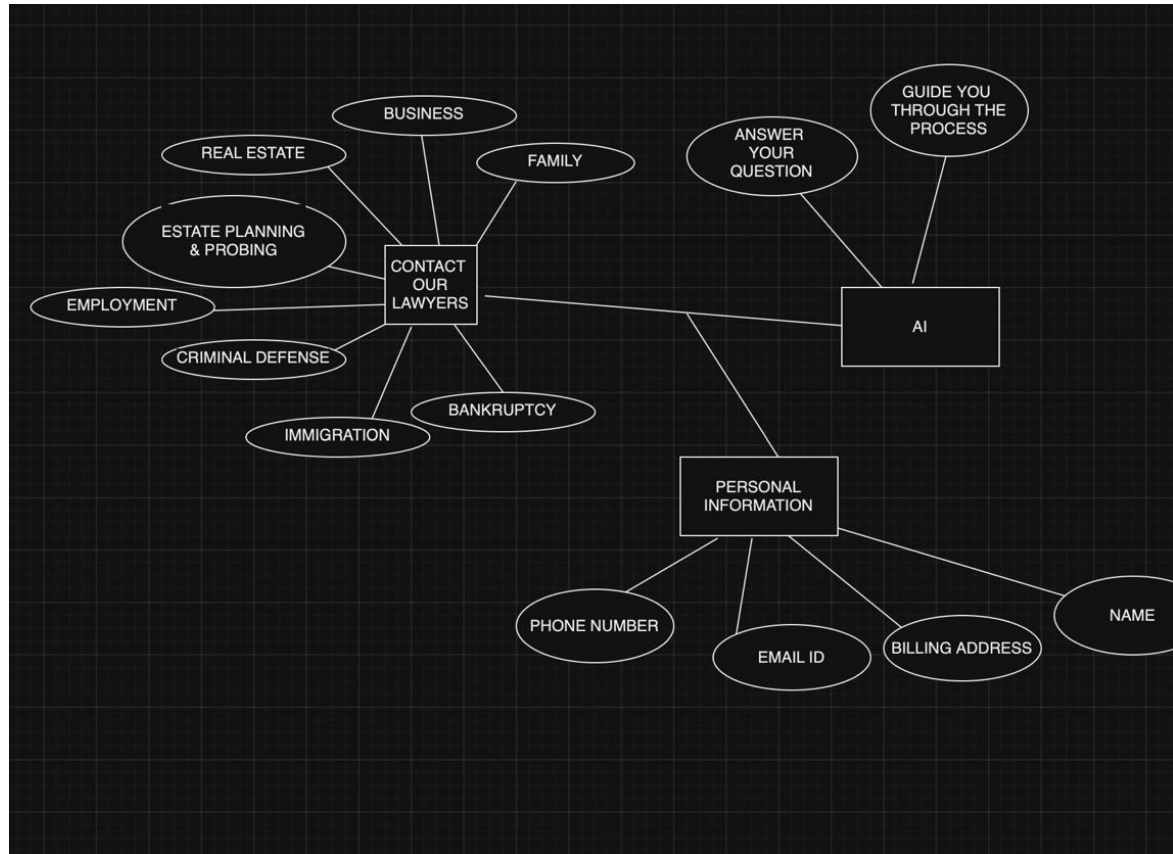 BUSINESS
REAL ESTATE
FAMILY
ESTATE PLANNING
& PROBING
CONTACT
OUR
LAWYERS
EMPLOYMENT
CRIMINAL DEFENSE
IMMIGRATION
BANKRUPTCY
ANSWER
YOUR
QUESTION
GUIDE YOU
THROUGH THE
PROCESS
AI
PERSONAL
INFORMATION
PHONE NUMBER
EMAIL ID
BILLING ADDRESS
NAME